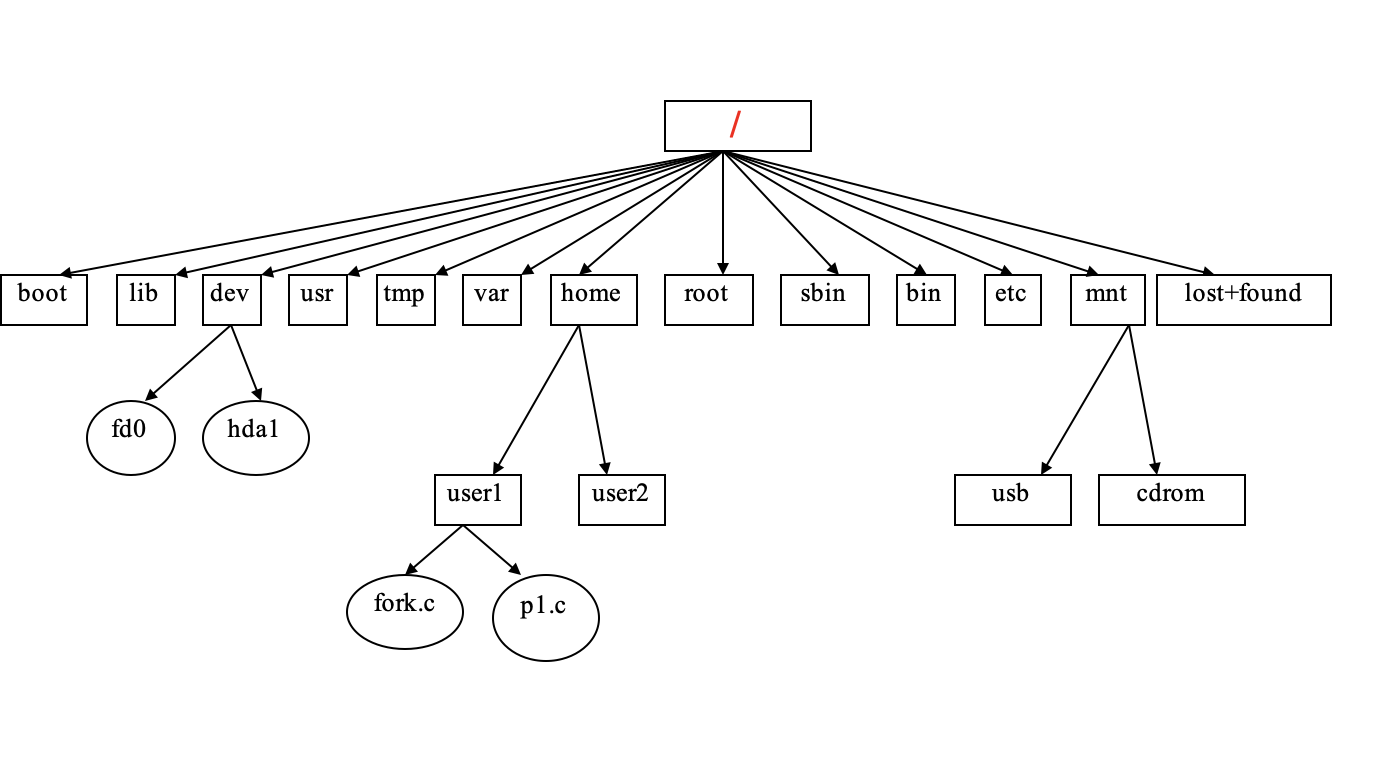 /
boot lib dev usr tmp var home root sbin bin etc mnt lost+found
fd0 hda1
user1 user2 usb cdrom
fork.c p1.c